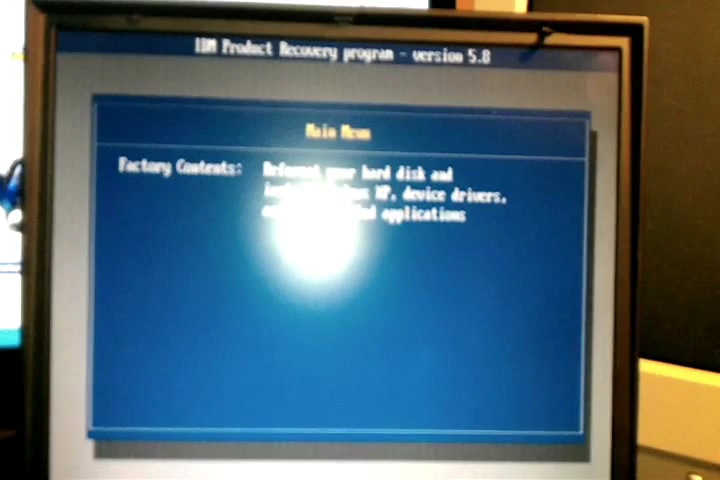 IBM Product Recovery program - version 5.8
Main Menu
Factory Contents: Reformat your hard disk and
XP, device drivers,
applications